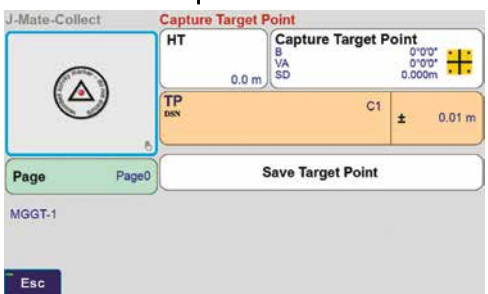 J-Mate-Collect
Capture Target Point
HT
0.0 m
Capture Target Point
B 0°0'0"
VA 0°0'0"
SD 0.000m
TP
DSN
C1
± 0.01 m
Page Page0
Save Target Point
MGGT-1
Esc